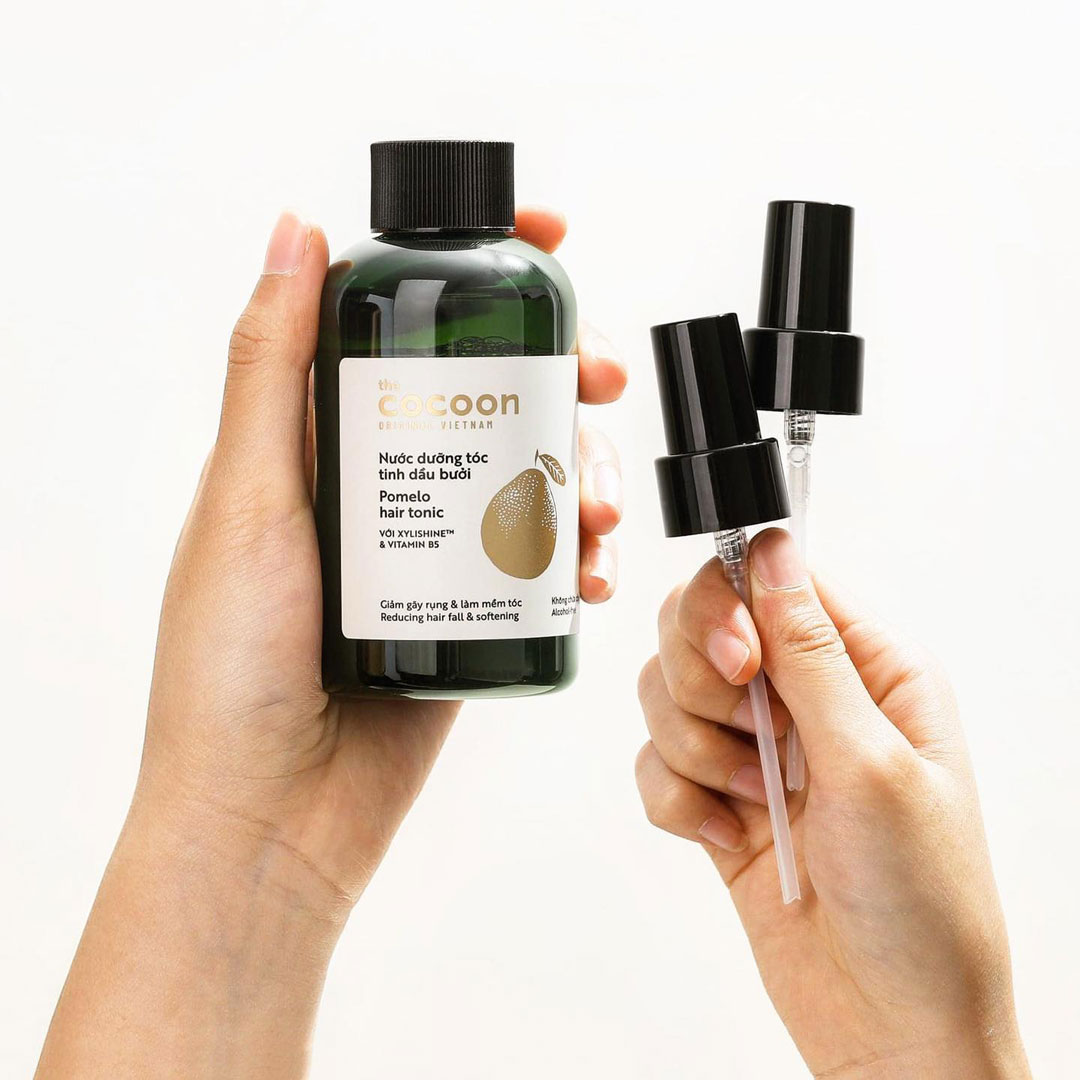 the
cocoon
ORIGINAL VIETNAM
Nước dưỡng tóc
tinh dầu bưởi
Pomelo
hair tonic
VỚI XYLISHINE™
& VITAMIN B5
Giảm gãy rụng & làm mềm tóc
Reducing hair fall & softening
Không
Alcohol-